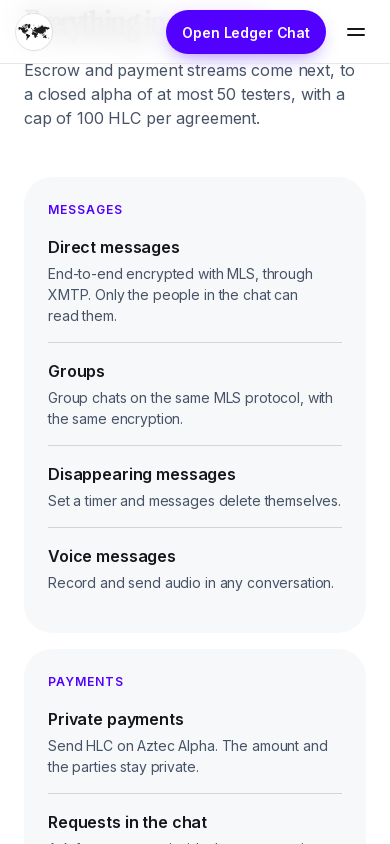 Open Ledger Chat
Escrow and payment streams come next, to
a closed alpha of at most 50 testers, with a
cap of 100 HLC per agreement.
MESSAGES
Direct messages
End-to-end encrypted with MLS, through
XMTP. Only the people in the chat can
read them.
Groups
Group chats on the same MLS protocol, with
the same encryption.
Disappearing messages
Set a timer and messages delete themselves.
Voice messages
Record and send audio in any conversation.
PAYMENTS
Private payments
Send HLC on Aztec Alpha. The amount and
the parties stay private.
Requests in the chat